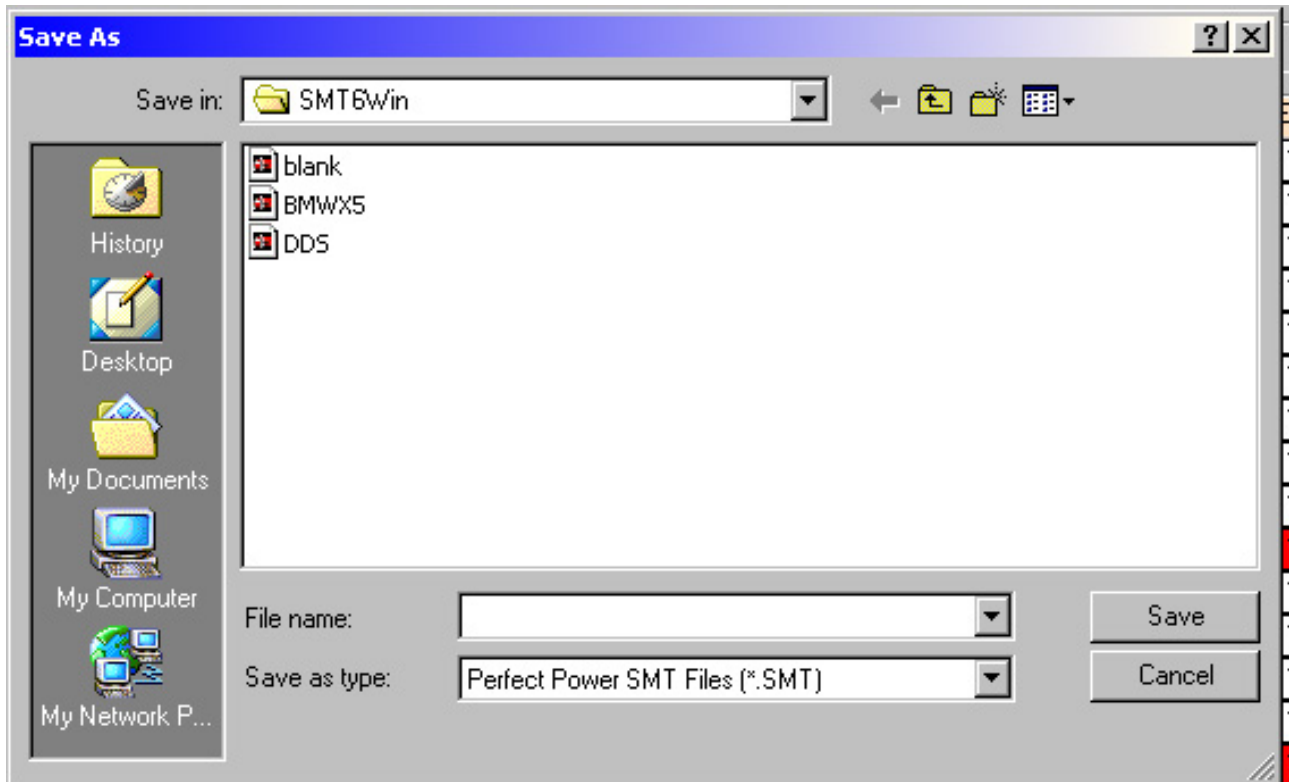 Save As
Save in: SMT6Win
blank
BMWX5
DDS
History
Desktop
My Documents
My Computer
My Network P...
File name:
Save
Save as type: Perfect Power SMT Files (*.SMT)
Cancel